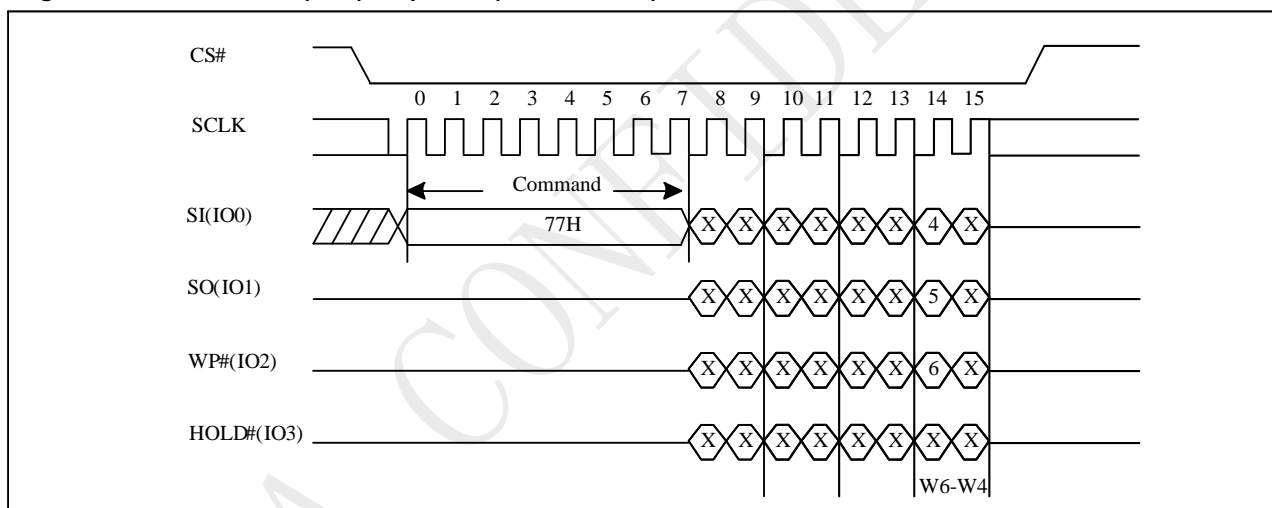 CS#
0 1 2 3 4 5 6 7 8 9 10 11 12 13 14 15
SCLK
Command
SI(IO0)
77H
X X X X X X 4 X
SO(IO1)
X X X X X X 5 X
WP#(IO2)
X X X X X X 6 X
HOLD#(IO3)
X X X X X X X X
W6-W4